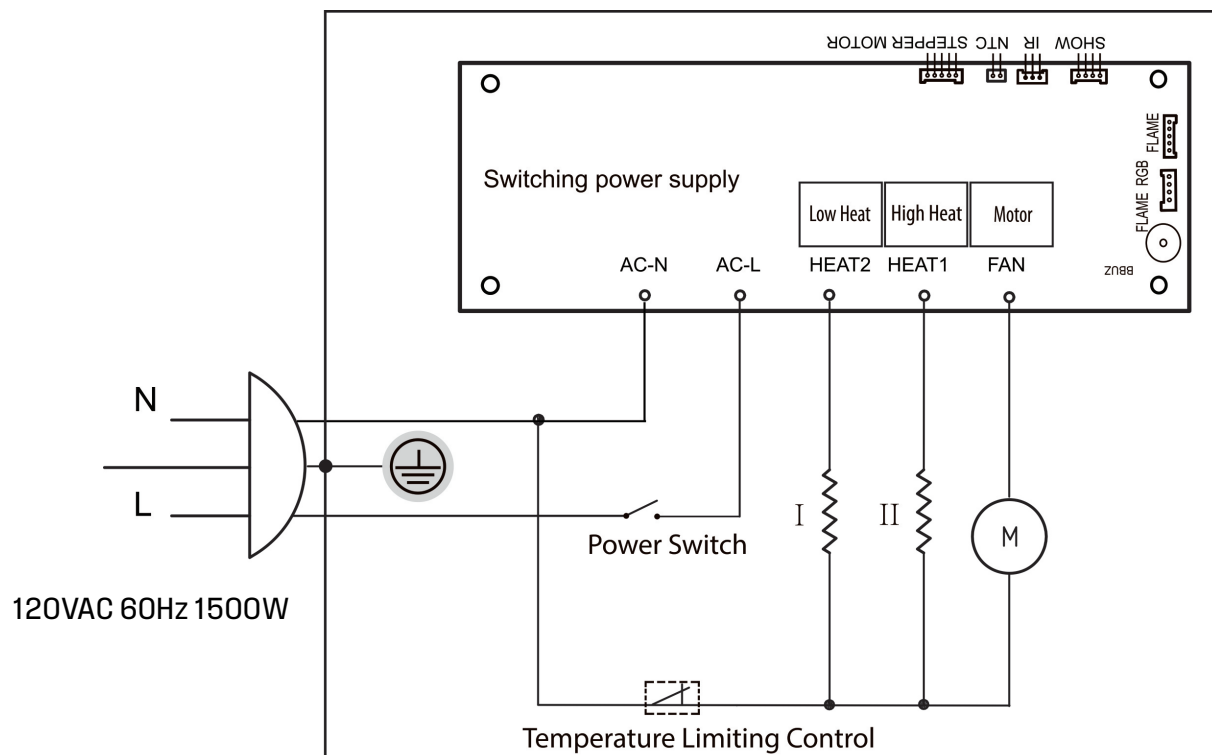 STEPPER MOTOR NTC IR SHOW
FLAME
FLAME RGB
Switching power supply
Low Heat High Heat Motor
AC-N AC-L HEAT2 HEAT1 FAN
BBUZ
N
L
I II
M
Power Switch
120VAC 60Hz 1500W
Temperature Limiting Control